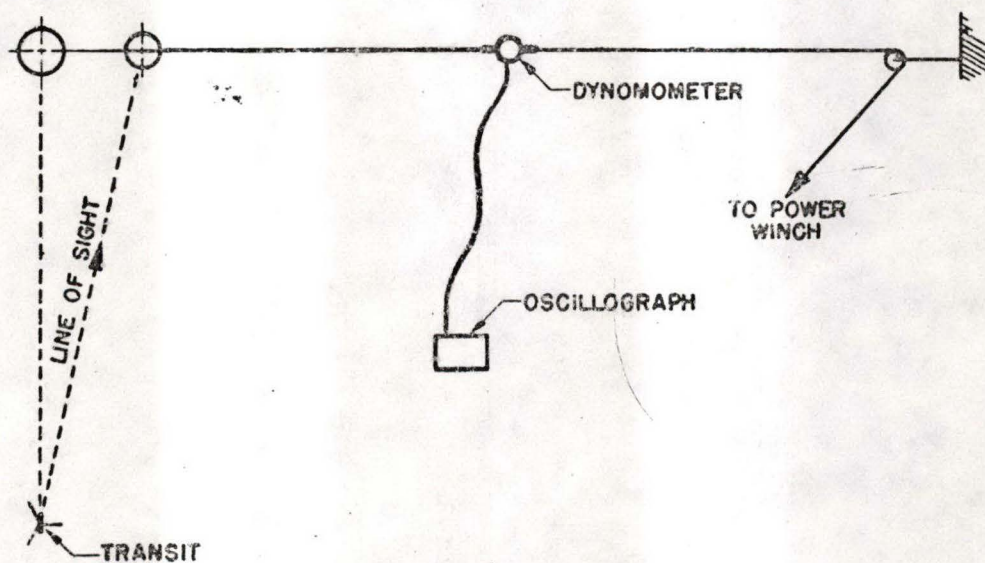 DYNOMOMETER
TO POWER
WINCH
LINE OF SIGHT
OSCILLOGRAPH
TRANSIT